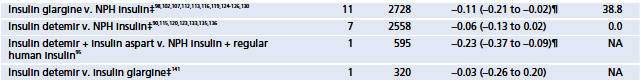 Insulin glargine v. NPH insulin‡98,102,107,112,113,116,119,124-126,130 11 2728 –0.11 (–0.21 to –0.02)¶ 38.8
Insulin detemir v. NPH insulin‡90,115,120,123,133,135,136 7 2558 –0.06 (–0.13 to 0.02) 0.0
Insulin detemir + insulin aspart v. NPH insulin + regular 1 595 –0.23 (–0.37 to –0.09)¶ NA
human insulin95
Insulin detemir v. insulin glargine‡141 1 320 –0.03 (–0.26 to 0.20) NA